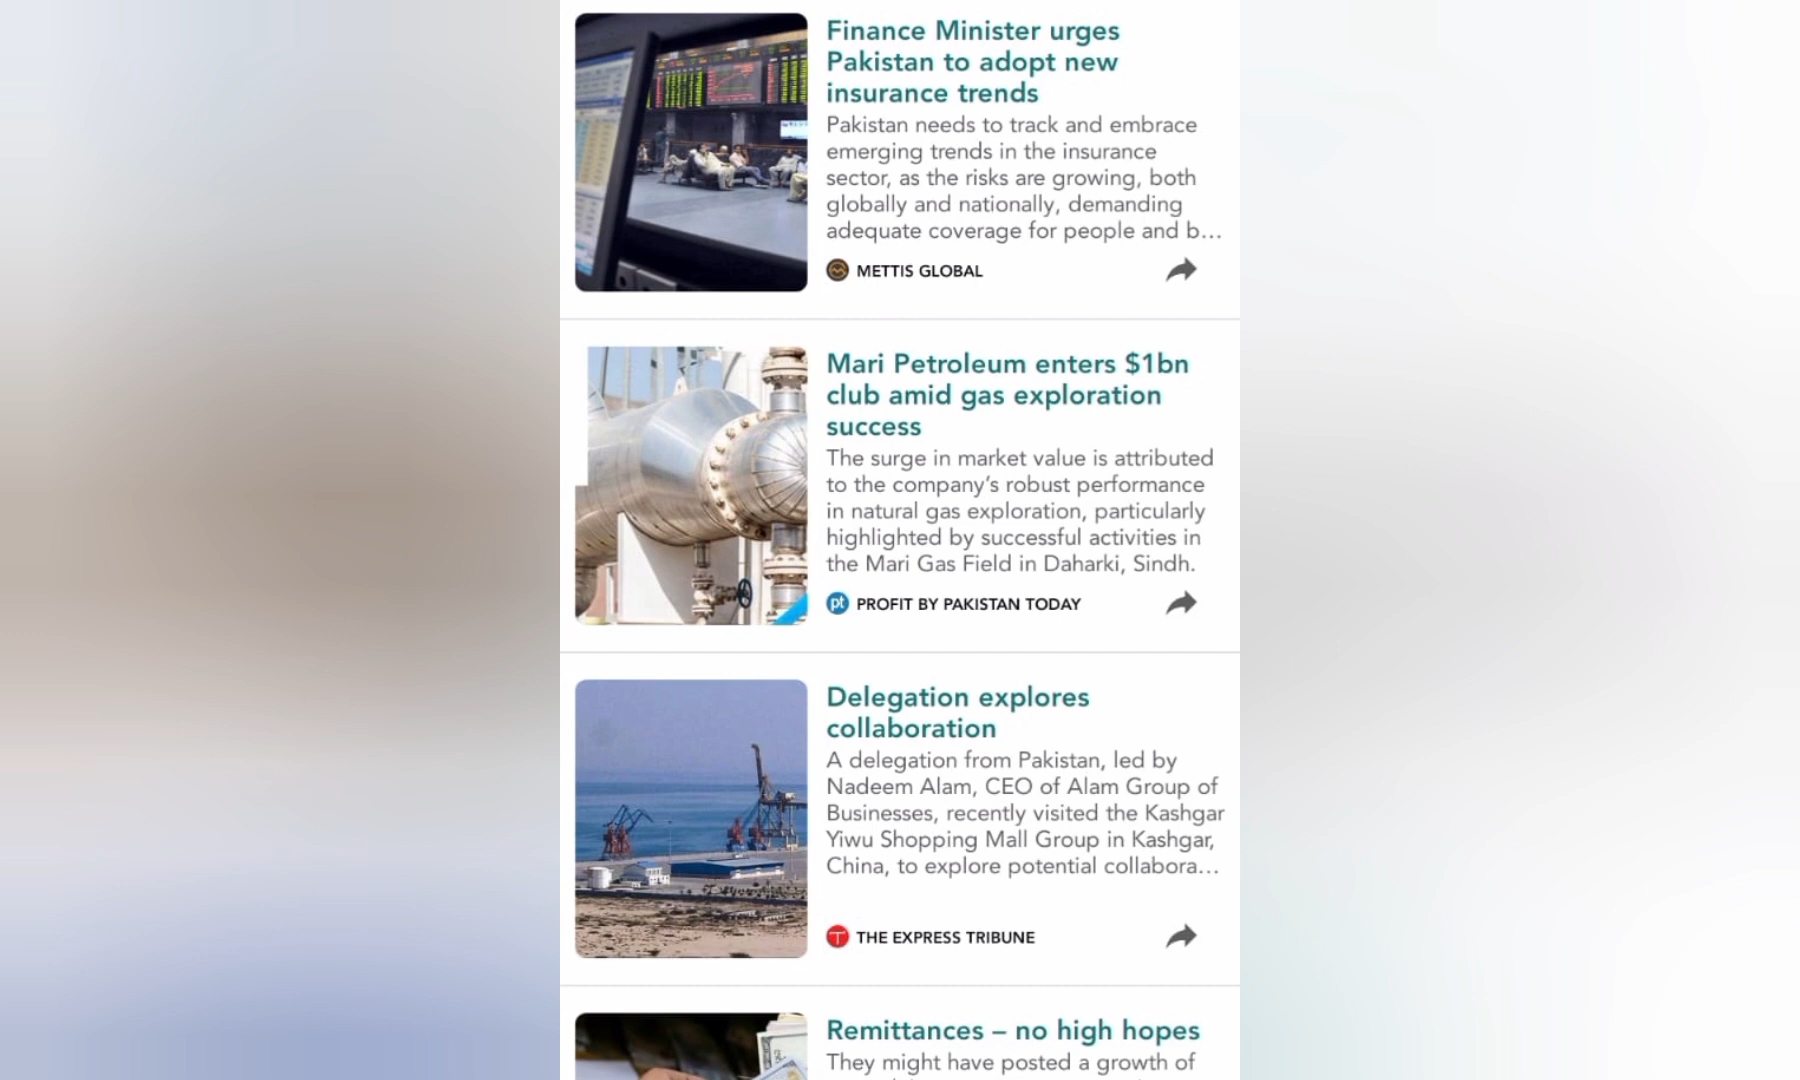 Finance Minister urges
Pakistan to adopt new
insurance trends
Pakistan needs to track and embrace
emerging trends in the insurance
sector, as the risks are growing, both
globally and nationally, demanding
adequate coverage for people and b...
METTIS GLOBAL
Mari Petroleum enters $1bn
club amid gas exploration
success
The surge in market value is attributed
to the company's robust performance
in natural gas exploration, particularly
highlighted by successful activities in
the Mari Gas Field in Daharki, Sindh.
pt PROFIT BY PAKISTAN TODAY
Delegation explores
collaboration
A delegation from Pakistan, led by
Nadeem Alam, CEO of Alam Group of
Businesses, recently visited the Kashgar
Yiwu Shopping Mall Group in Kashgar,
China, to explore potential collabora...
T THE EXPRESS TRIBUNE
Remittances – no high hopes
They might have posted a growth of